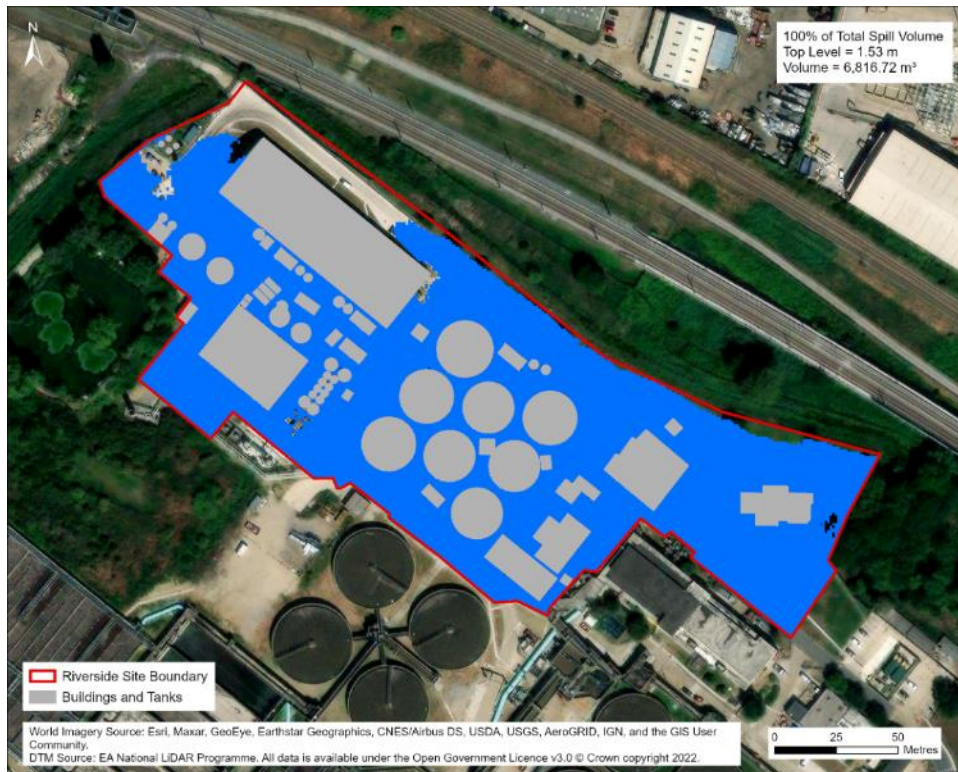 N
100% of Total Spill Volume
Top Level = 1.53 m
Volume = 6,816.72 m³
Riverside Site Boundary
Buildings and Tanks
World Imagery Source: Esri, Maxar, GeoEye, Earthstar Geographics, CNES/Airbus DS, USDA, USGS, AeroGRID, IGN, and the GIS User
Community.
DTM Source: EA National LiDAR Programme. All data is available under the Open Government Licence v3.0 © Crown copyright 2022.
0 25 50
Metres